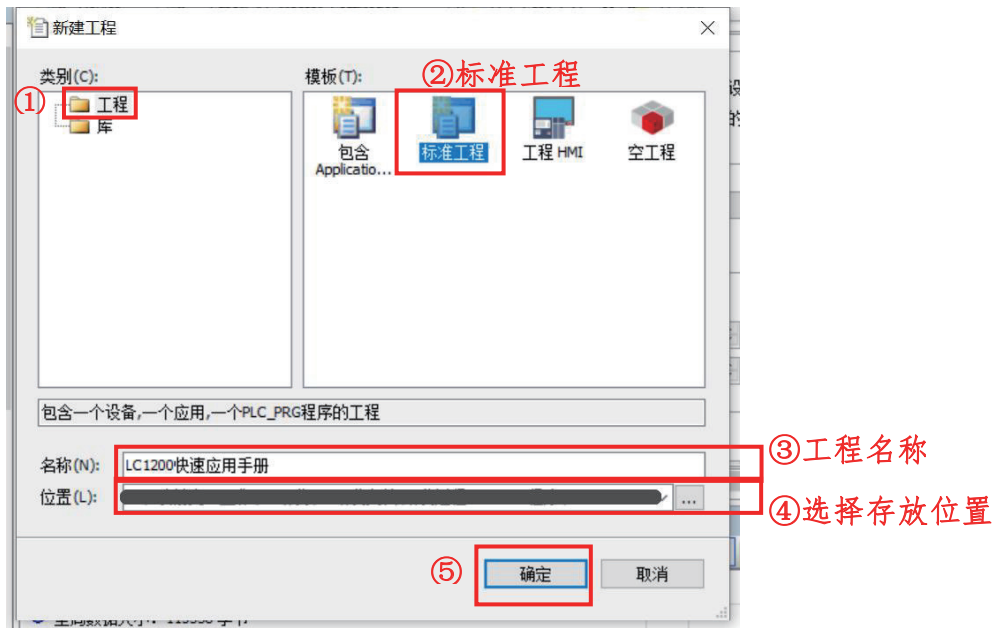 新建工程
类别(C):
模板(T):
②标准工程
①
工程
库
包含
Applicatio...
标准工程
工程 HMI
空工程
设
的
包含一个设备,一个应用,一个PLC_PRG程序的工程
名称(N):
LC1200快速应用手册
③工程名称
位置(L):
...
④选择存放位置
⑤
确定
取消